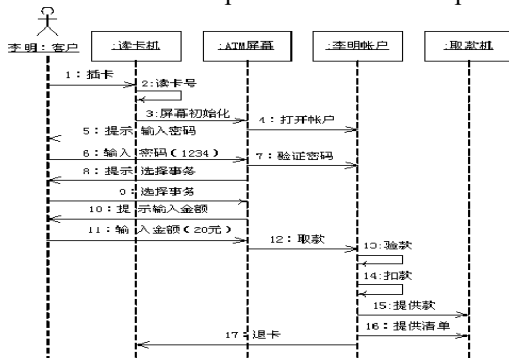 李明：客户
:读卡机
:ATM屏幕
:李明帐户
:取款机
1：插卡
2:读卡号
3:屏幕初始化
4：打开帐户
5：提示 输入密码
6：输入 密码(1234)
7：验证密码
8：提示 选择事务
9：选择事务
10：提 示输入金额
11：输 入金额(20元)
12：取款
13:验款
14:扣款
15：提供款
16：提供清单
17：退卡